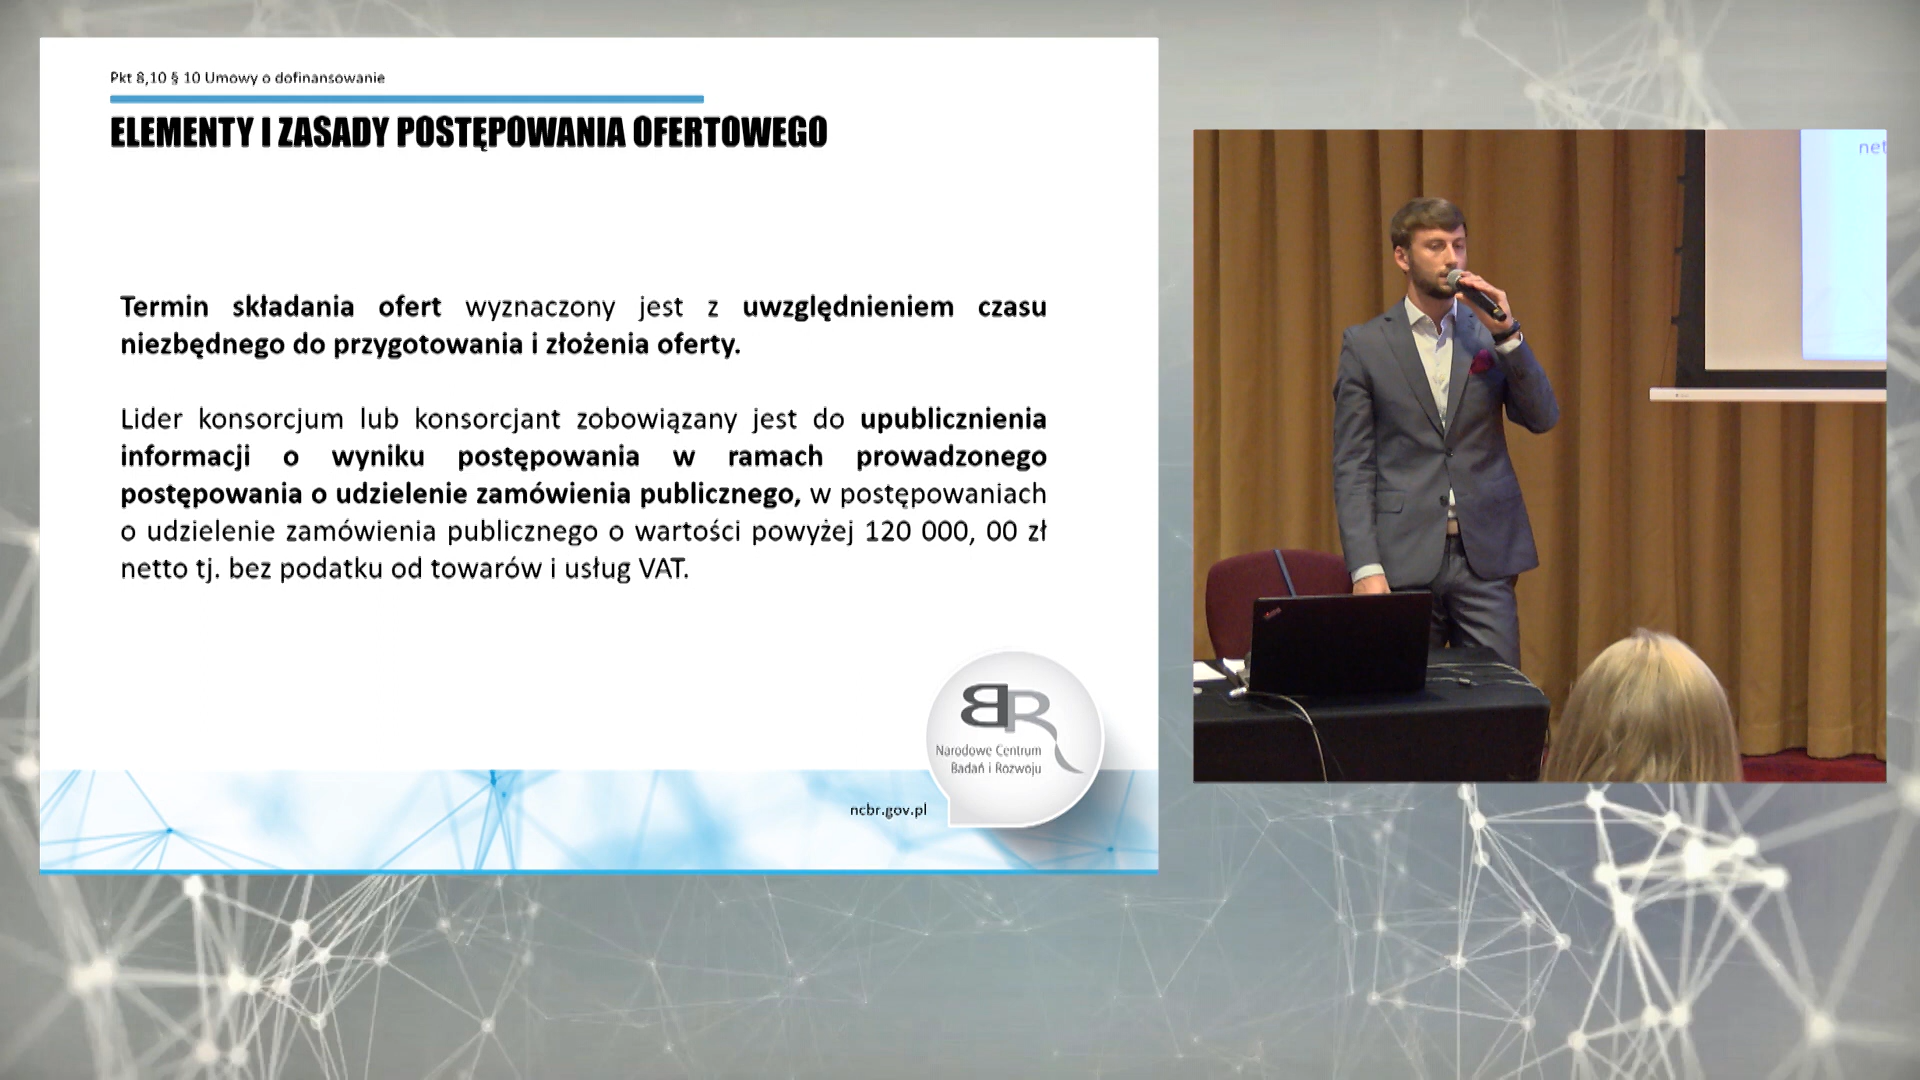 Pkt 8,10 § 10 Umowy o dofinansowanie
ELEMENTY I ZASADY POSTĘPOWANIA OFERTOWEGO
Termin składania ofert wyznaczony jest z uwzględnieniem czasu
niezbędnego do przygotowania i złożenia oferty.
Lider konsorcjum lub konsorcjant zobowiązany jest do upublicznienia
informacji o wyniku postępowania w ramach prowadzonego
postępowania o udzielenie zamówienia publicznego, w postępowaniach
o udzielenie zamówienia publicznego o wartości powyżej 120 000, 00 zł
netto tj. bez podatku od towarów i usług VAT.
BR
Narodowe Centrum
Badań i Rozwoju
ncbr.gov.pl
net